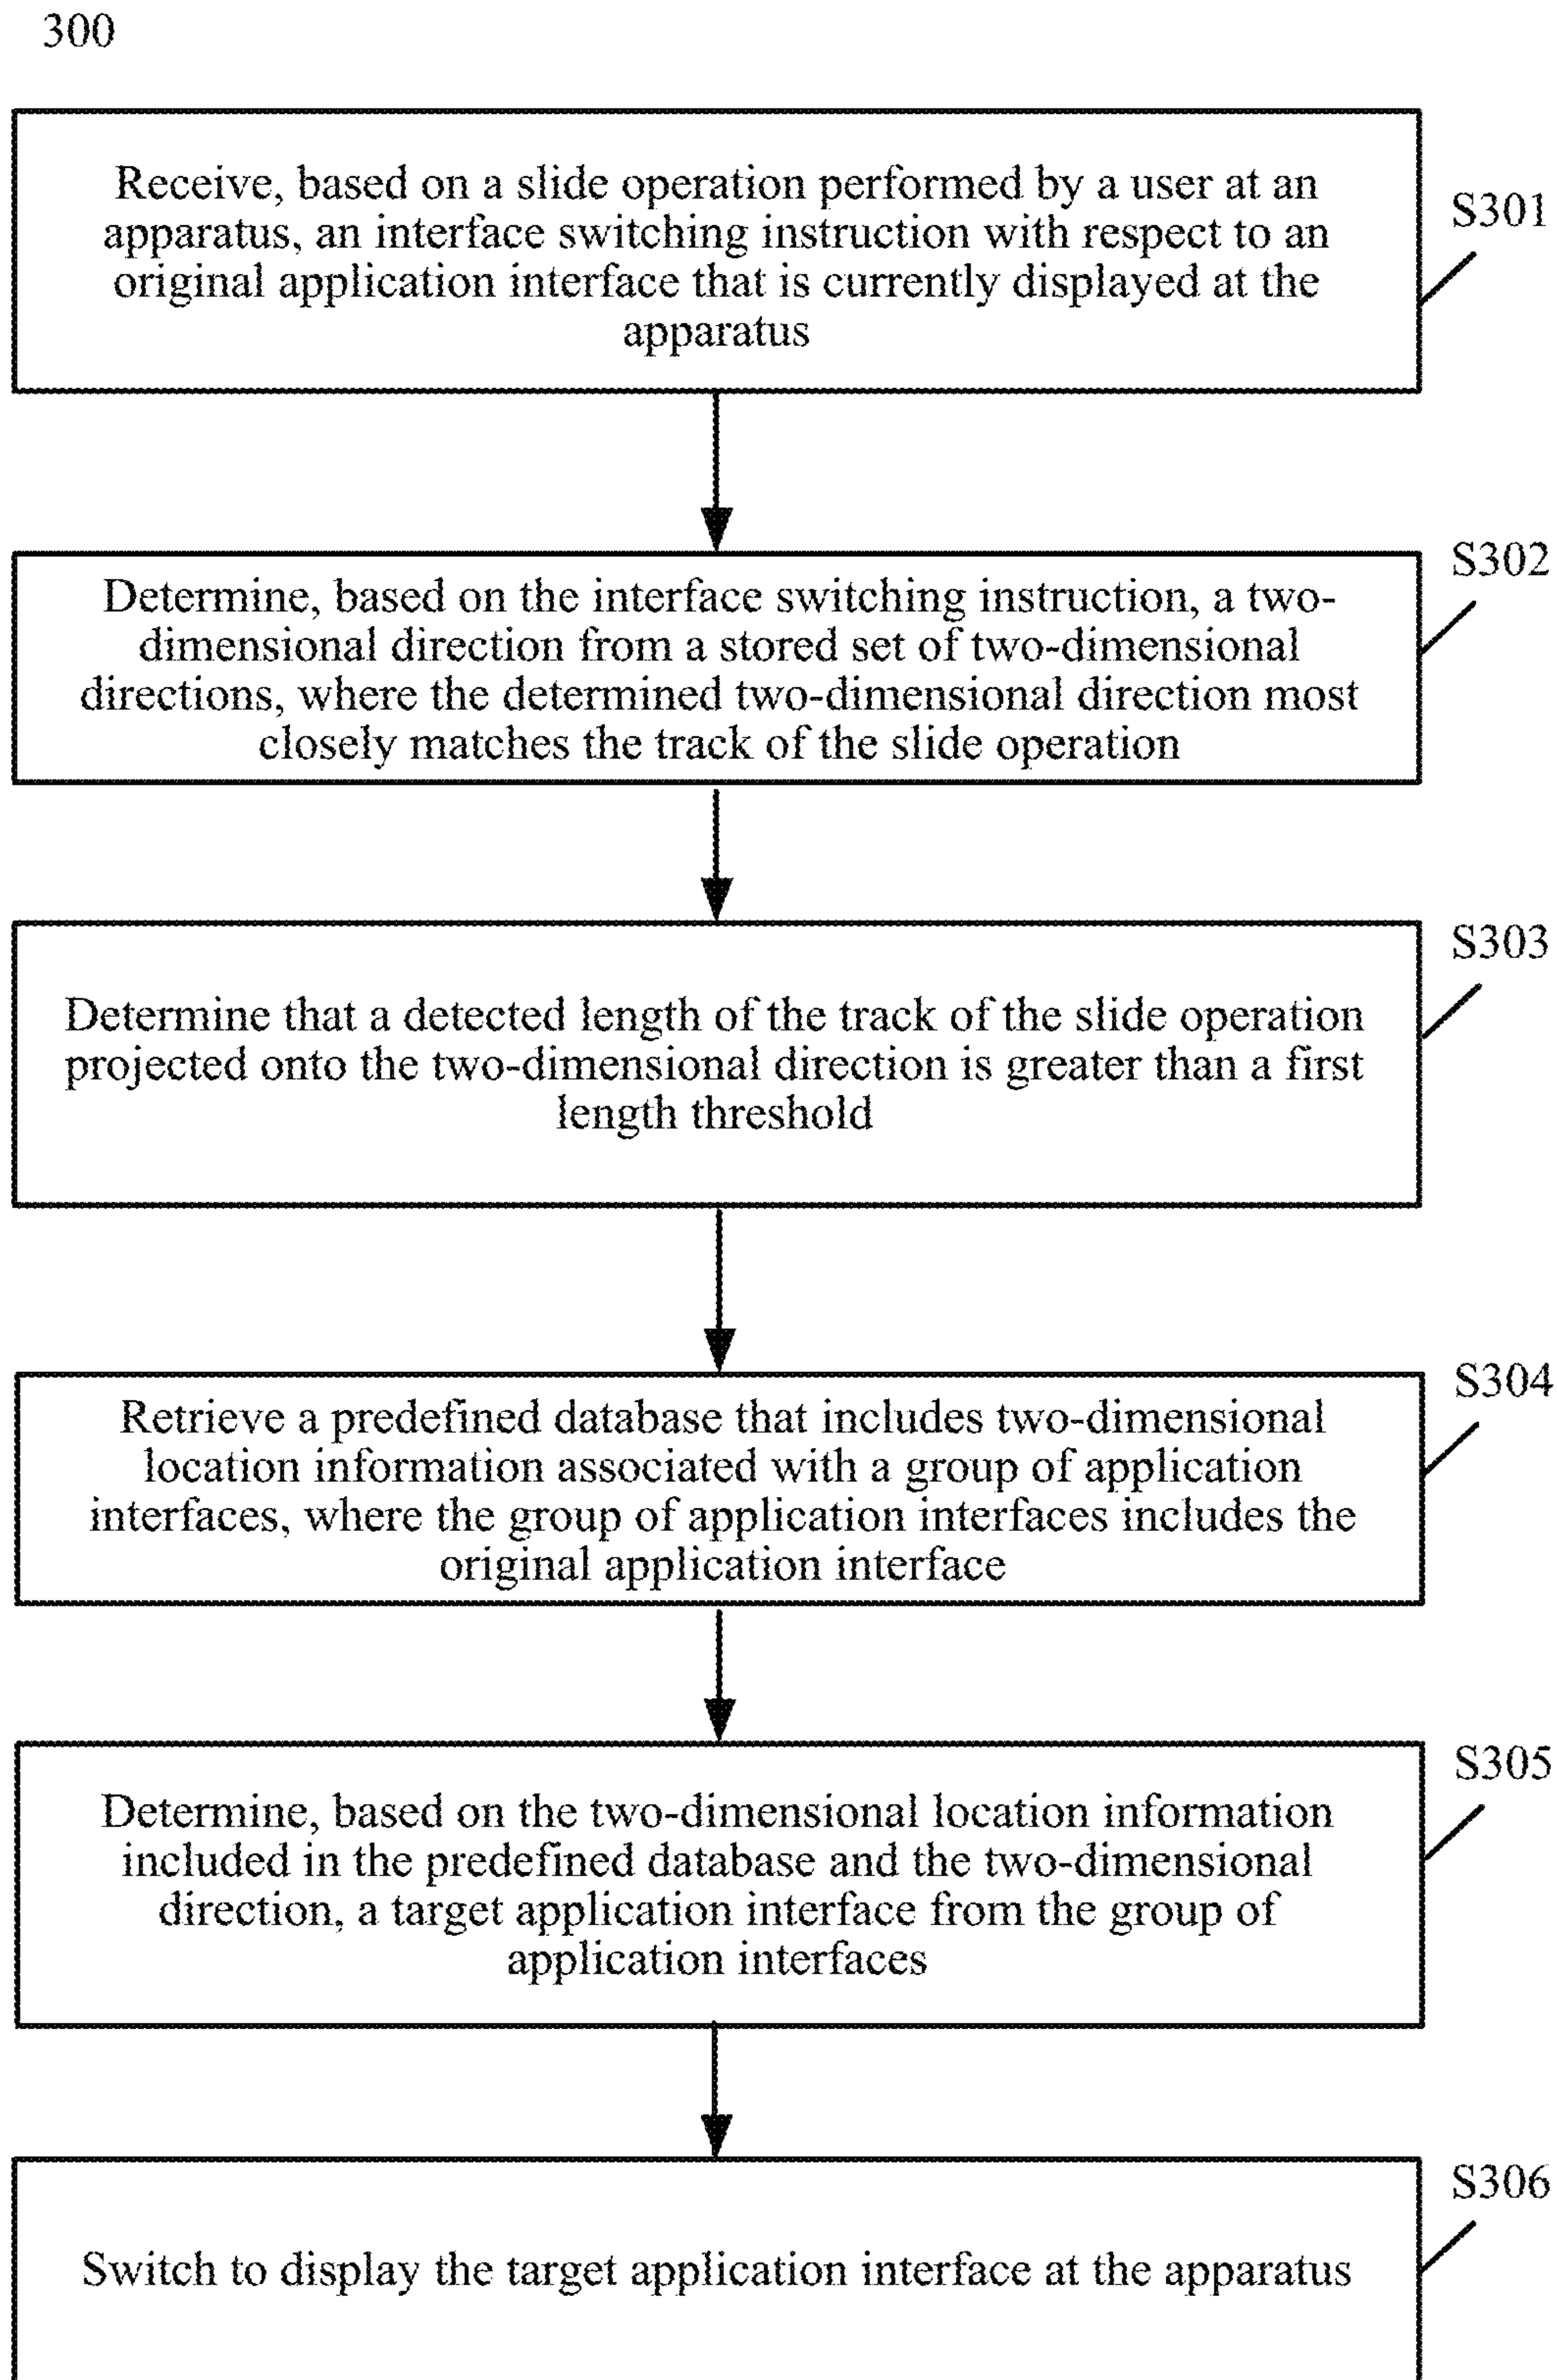 300
Receive, based on a slide operation performed by a user at an
apparatus, an interface switching instruction with respect to an
original application interface that is currently displayed at the
apparatus
S301
Determine, based on the interface switching instruction, a two-
dimensional direction from a stored set of two-dimensional
directions, where the determined two-dimensional direction most
closely matches the track of the slide operation
S302
Determine that a detected length of the track of the slide operation
projected onto the two-dimensional direction is greater than a first
length threshold
S303
Retrieve a predefined database that includes two-dimensional
location information associated with a group of application
interfaces, where the group of application interfaces includes the
original application interface
S304
Determine, based on the two-dimensional location information
included in the predefined database and the two-dimensional
direction, a target application interface from the group of
application interfaces
S305
Switch to display the target application interface at the apparatus
S306